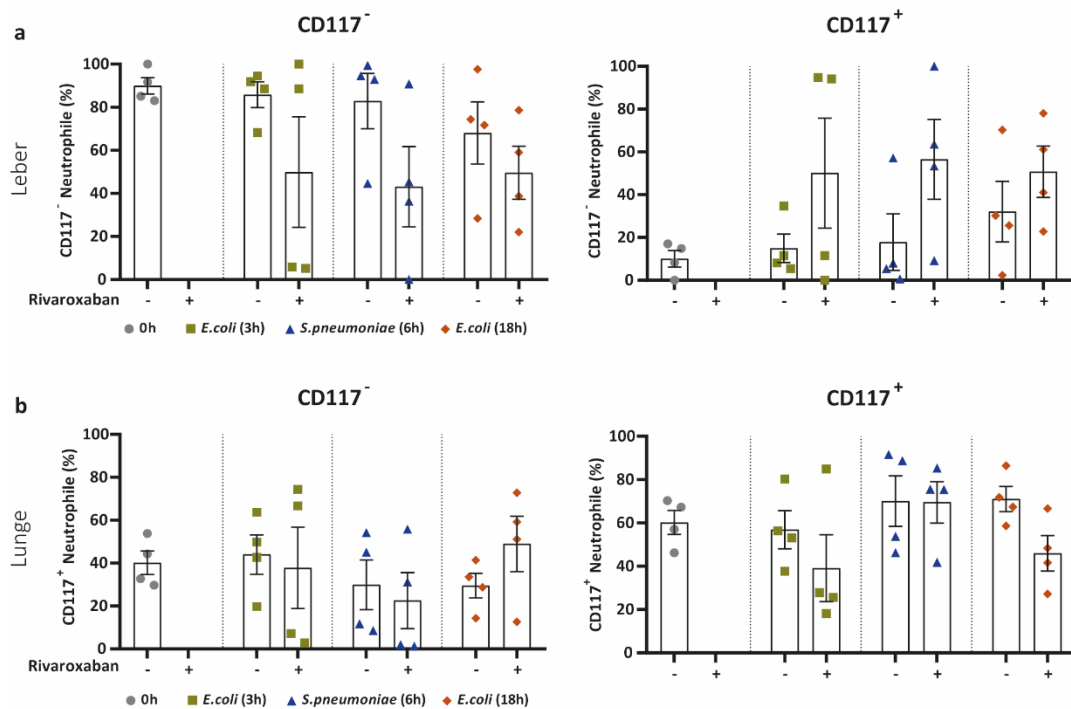 a
CD117⁻
CD117⁺
Leber
CD117⁻ Neutrophile (%)
100
80
60
40
20
0
Rivaroxaban - + - + - + - +
0h E.coli (3h) S.pneumoniae (6h) E.coli (18h)
CD117⁻ Neutrophile (%)
100
80
60
40
20
0
- + - + - + - +
b
CD117⁻
CD117⁺
Lunge
CD117⁺ Neutrophile (%)
100
80
60
40
20
0
Rivaroxaban - + - + - + - +
0h E.coli (3h) S.pneumoniae (6h) E.coli (18h)
CD117⁺ Neutrophile (%)
100
80
60
40
20
0
- + - + - + - +